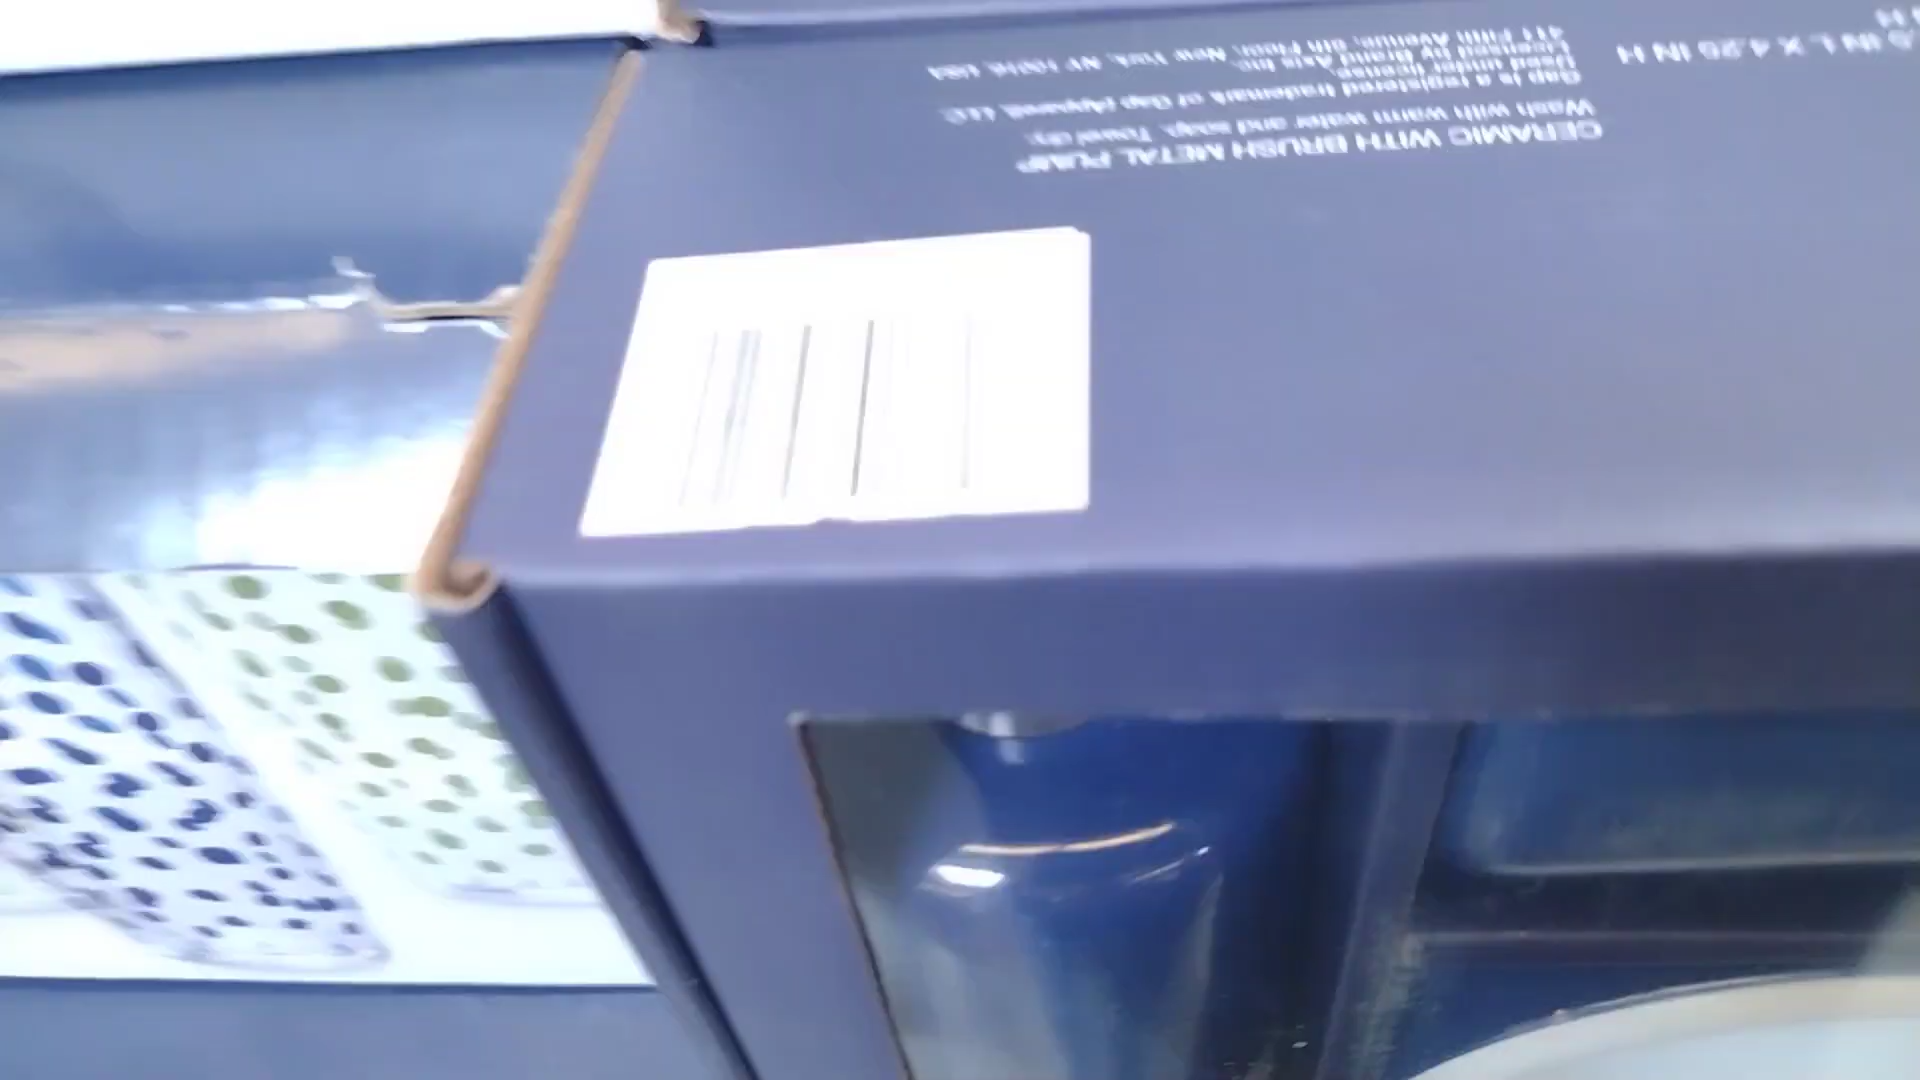 5 IN L X 4.25 IN H
CERAMIC WITH BRUSH METAL PUMP
Wash with warm water and soap. Towel dry.
Gap is a registered trademark of Gap (Apparel), LLC.
Used under license.
Licensed by Brand Axis Inc.
411 Fifth Avenue, 8th Floor, New York, NY 10016, USA